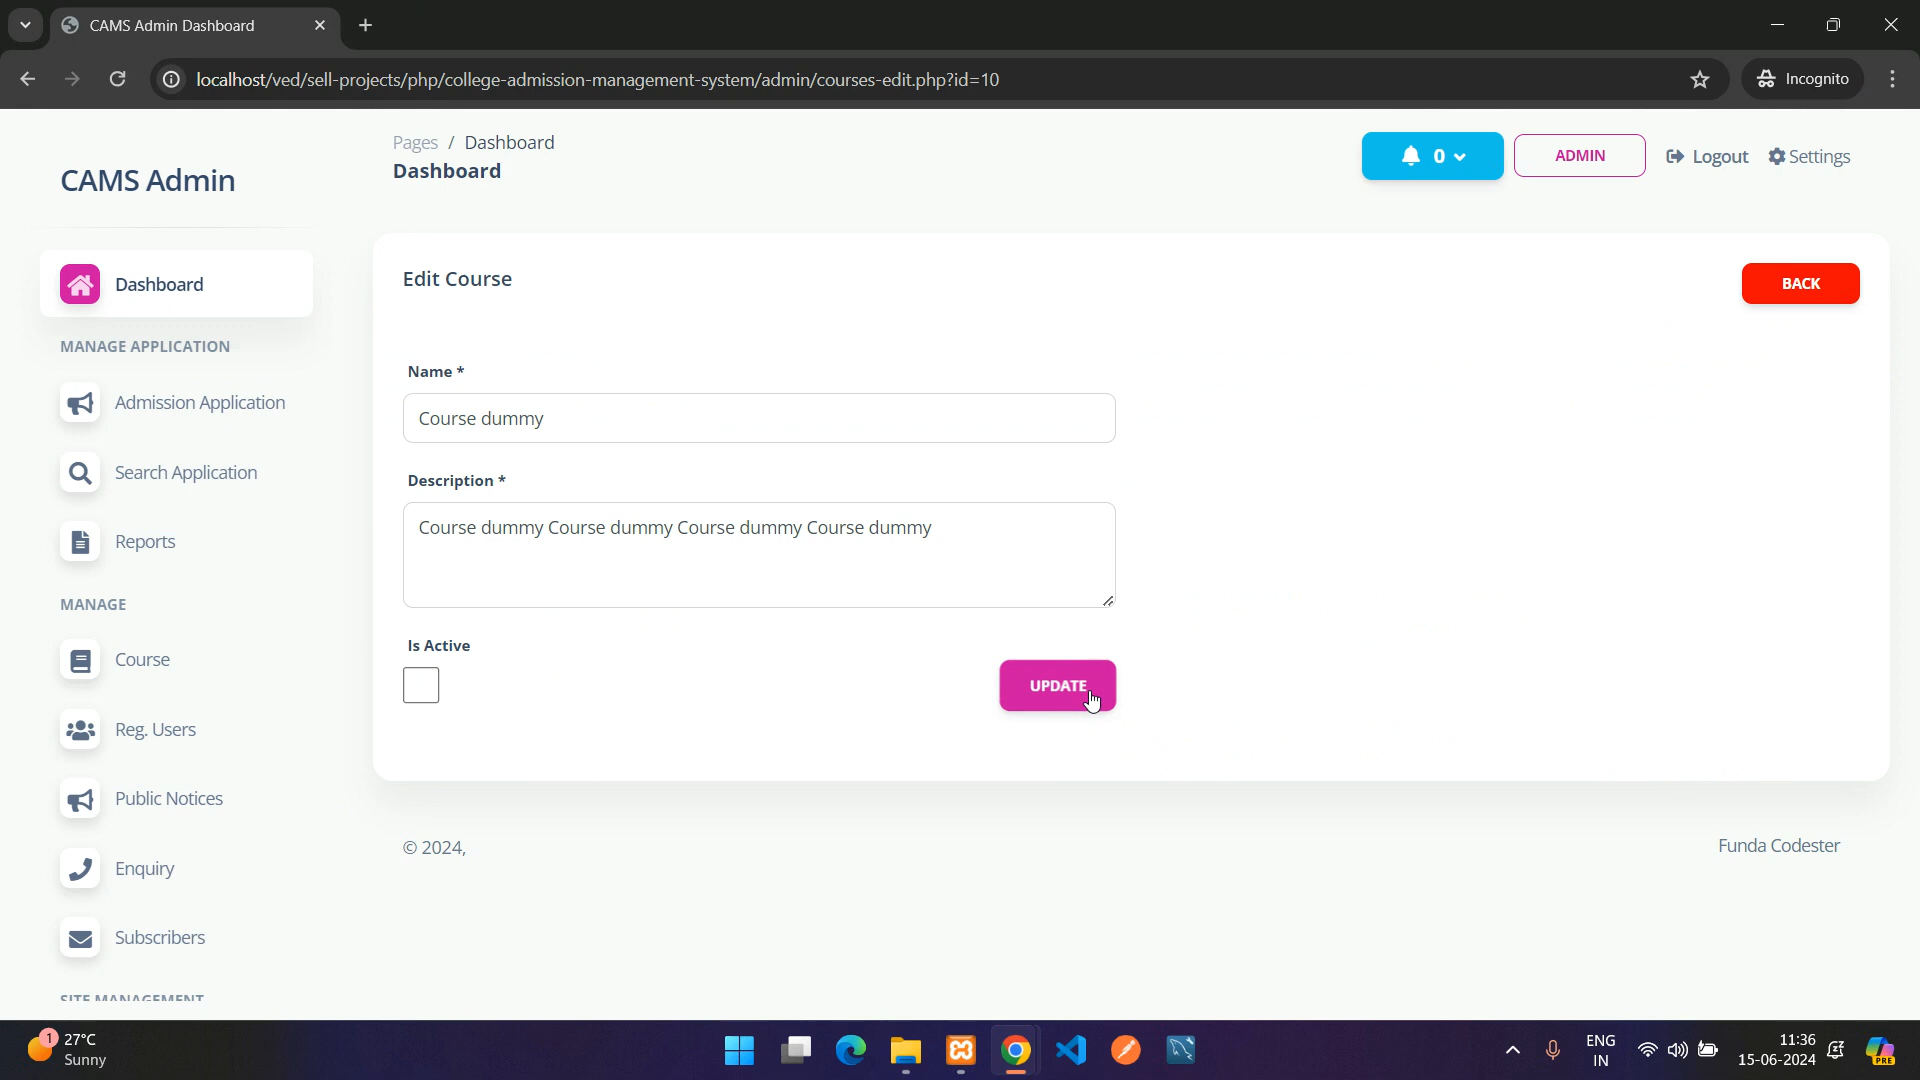 CAMS Admin Dashboard
localhost/ved/sell-projects/php/college-admission-management-system/admin/courses-edit.php?id=10
Incognito
CAMS Admin
Pages / Dashboard
Dashboard
0
ADMIN
Logout
Settings
Dashboard
MANAGE APPLICATION
Admission Application
Search Application
Reports
MANAGE
Course
Reg. Users
Public Notices
Enquiry
Subscribers
SITE MANAGEMENT
Edit Course
BACK
Name *
Course dummy
Description *
Course dummy Course dummy Course dummy Course dummy
Is Active
UPDATE
© 2024,
Funda Codester
1
27°C
Sunny
ENG
IN
11:36
15-06-2024
PRE